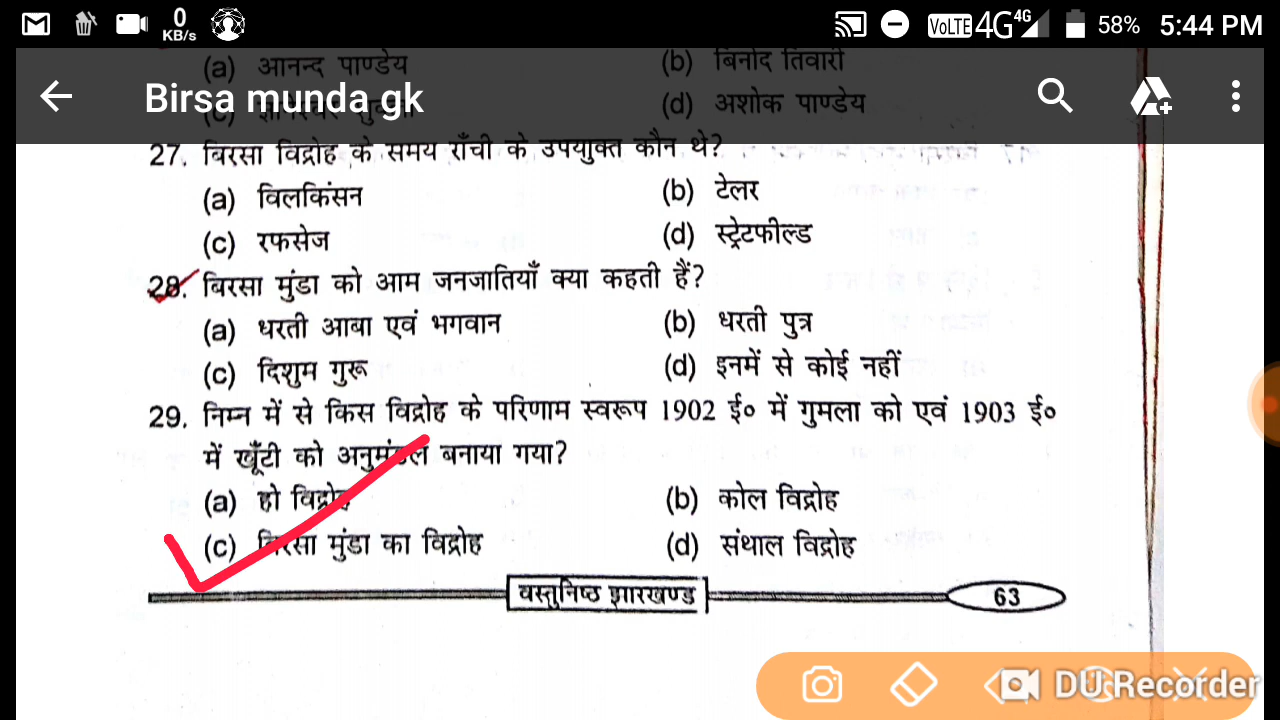 0
KB/s
VoLTE 4G 4G 58% 5:44 PM
(a) आनन्द पाण्डेय (b) बिनोद तिवारी
Birsa munda gk
(c) (d) अशोक पाण्डेय
27. बिरसा विद्रोह के समय राँची के उपयाुक्त कौन थे?
(a) विलकिंसन (b) टेलर
(c) रफसेज (d) स्ट्रेटफील्ड
28. बिरसा मुंडा को आम जनजातियाँ क्या कहती हैं?
(a) धरती आबा एवं भगवान (b) धरती पुत्र
(c) दिशुम गुरू (d) इनमें से कोई नहीं
29. निम्न में से किस विद्रोह के परिणाम स्वरूप 1902 ई० में गुमला को एवं 1903 ई०
में खूँटी को अनुमंडल बनाया गया?
(a) हो विद्रोह (b) कोल विद्रोह
(c) बिरसा मुंडा का विद्रोह (d) संथाल विद्रोह
वस्तुनिष्ठ झारखण्ड 63
DU Recorder